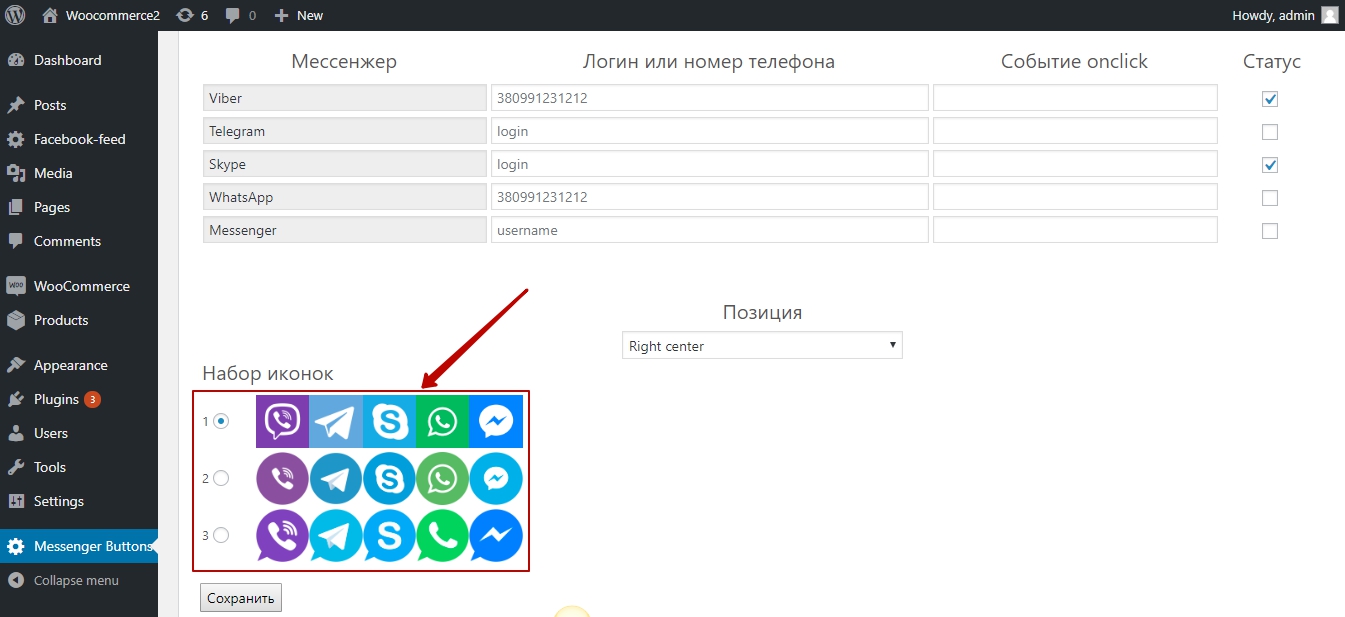 Woocommerce2 6 0 New Howdy, admin
Dashboard
Posts
Facebook-feed
Media
Pages
Comments
WooCommerce
Products
Appearance
Plugins 3
Users
Tools
Settings
Messenger Buttons
Collapse menu
Мессенжер Логин или номер телефона Событие onclick Статус
Viber 380991231212
Telegram login
Skype login
WhatsApp 380991231212
Messenger username
Позиция
Right center
Набор иконок
1
2
3
Сохранить